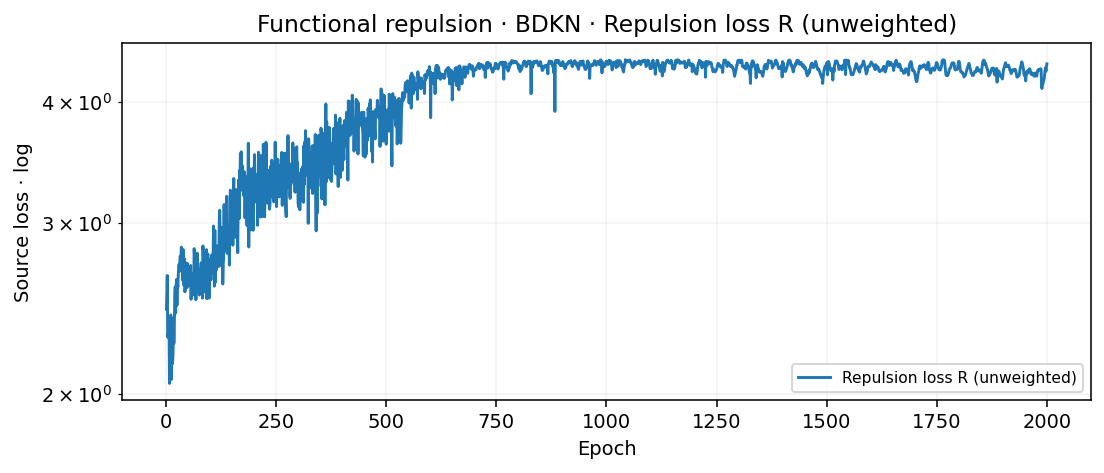 Functional repulsion · BDKN · Repulsion loss R (unweighted)
Source loss · log
4 × 10⁰
3 × 10⁰
2 × 10⁰
Repulsion loss R (unweighted)
0 250 500 750 1000 1250 1500 1750 2000
Epoch